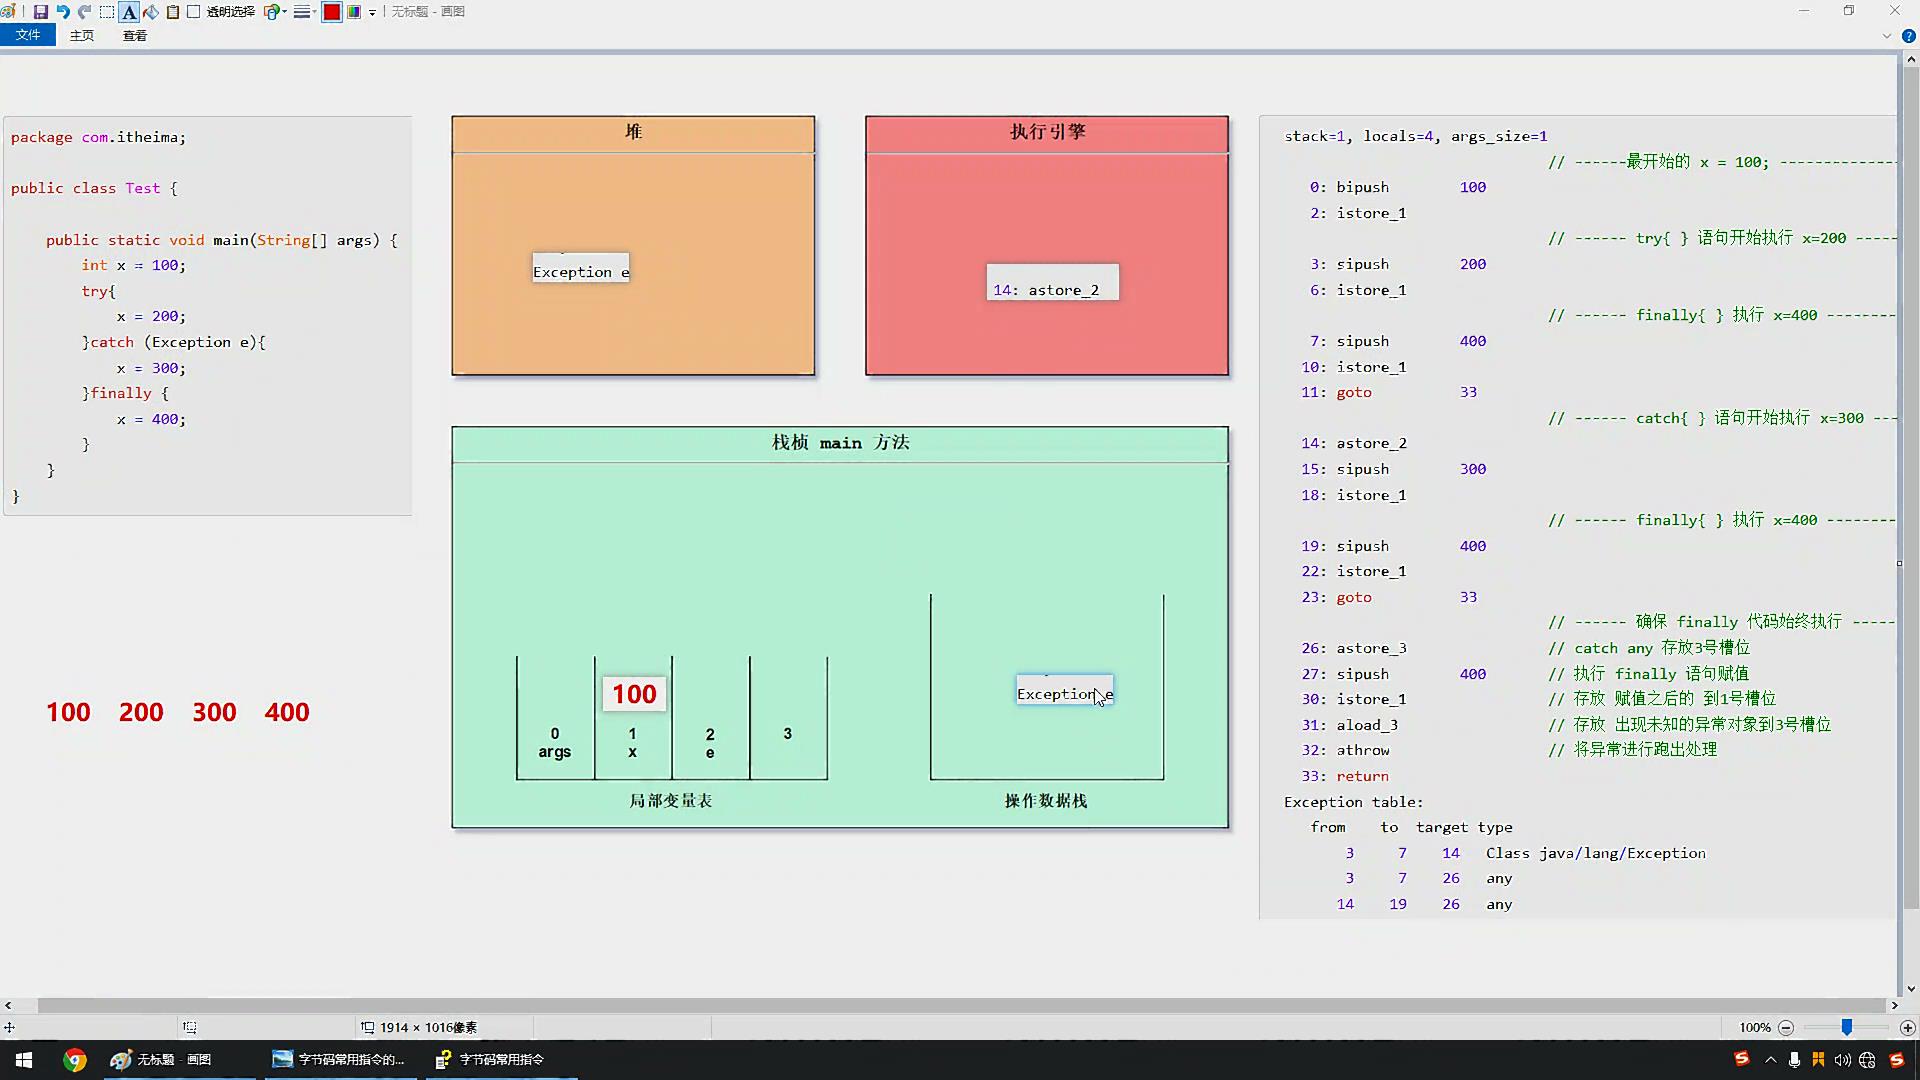 透明选择
无标题 - 画图
文件
主页
查看
package com.itheima;
public class Test {
public static void main(String[] args) {
int x = 100;
try{
x = 200;
}catch (Exception e){
x = 300;
}finally {
x = 400;
}
}
}
100 200 300 400
堆
Exception e
执行引擎
14: astore_2
栈桢 main 方法
100
0 1 2 3
args x e
局部变量表
Exception e
操作数据栈
stack=1, locals=4, args_size=1
// ------最开始的 x = 100; --------------
0: bipush 100
2: istore_1
// ------ try{ } 语句开始执行 x=200 -----
3: sipush 200
6: istore_1
// ------ finally{ } 执行 x=400 --------
7: sipush 400
10: istore_1
11: goto 33
// ------ catch{ } 语句开始执行 x=300 ---
14: astore_2
15: sipush 300
18: istore_1
// ------ finally{ } 执行 x=400 --------
19: sipush 400
22: istore_1
23: goto 33
// ------ 确保 finally 代码始终执行 -----
26: astore_3 // catch any 存放3号槽位
27: sipush 400 // 执行 finally 语句赋值
30: istore_1 // 存放 赋值之后的 到1号槽位
31: aload_3 // 存放 出现未知的异常对象到3号槽位
32: athrow // 将异常进行跑出处理
33: return
Exception table:
from to target type
3 7 14 Class java/lang/Exception
3 7 26 any
14 19 26 any
1914 × 1016像素
100%
无标题 - 画图
字节码常用指令的...
字节码常用指令